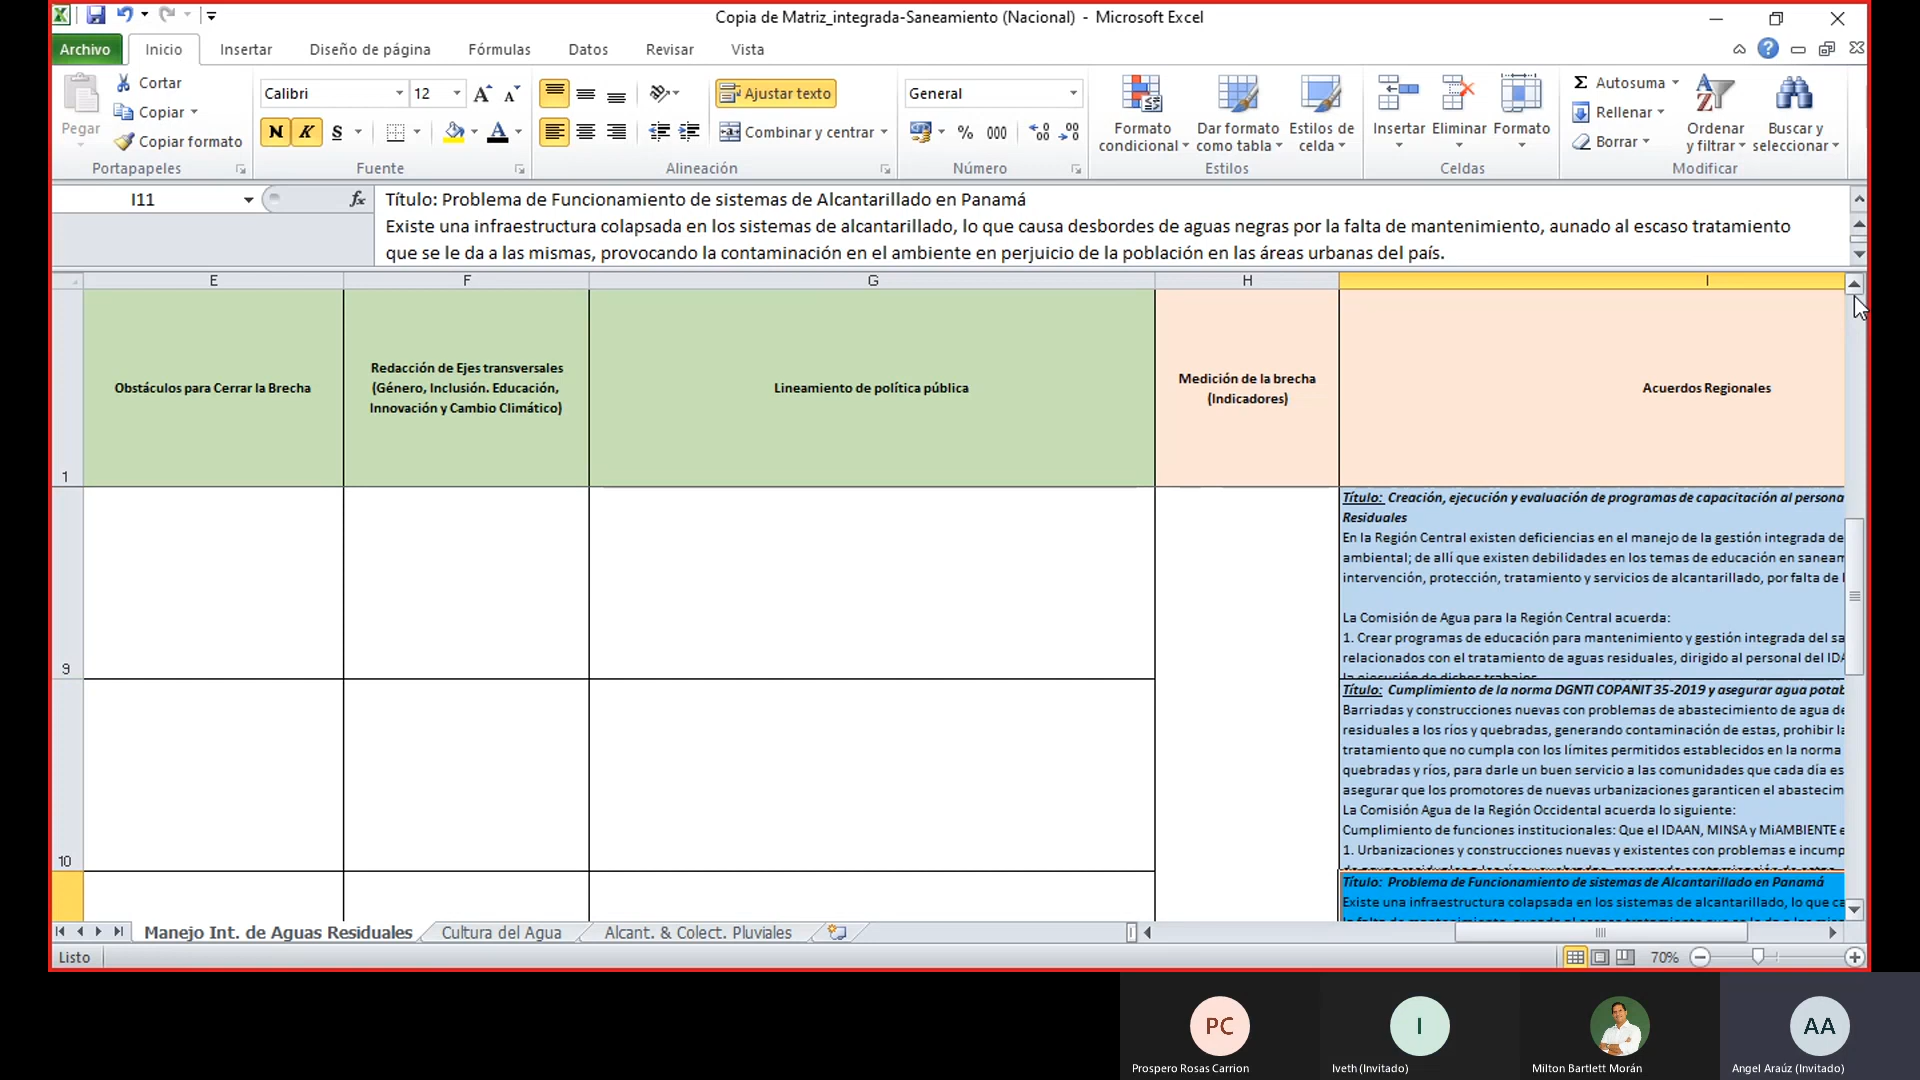 Copia de Matriz_integrada-Saneamiento (Nacional) - Microsoft Excel
Archivo Inicio Insertar Diseño de página Fórmulas Datos Revisar Vista
Pegar
Cortar
Copiar
Copiar formato
Portapapeles
Calibri 12
N K S
Fuente
Ajustar texto
Combinar y centrar
Alineación
General
% 000
Número
Formato condicional
Dar formato como tabla
Estilos de celda
Estilos
Insertar Eliminar Formato
Celdas
Autosuma
Rellenar
Borrar
Ordenar y filtrar
Buscar y seleccionar
Modificar
I11
fx
Título: Problema de Funcionamiento de sistemas de Alcantarillado en Panamá
Existe una infraestructura colapsada en los sistemas de alcantarillado, lo que causa desbordes de aguas negras por la falta de mantenimiento, aunado al escaso tratamiento
que se le da a las mismas, provocando la contaminación en el ambiente en perjuicio de la población en las áreas urbanas del país.
E F G H I
1
Obstáculos para Cerrar la Brecha
Redacción de Ejes transversales
(Género, Inclusión. Educación,
Innovación y Cambio Climático)
Lineamiento de política pública
Medición de la brecha
(Indicadores)
Acuerdos Regionales
9
Título: Creación, ejecución y evaluación de programas de capacitación al persona
Residuales
En la Región Central existen deficiencias en el manejo de la gestión integrada de
ambiental; de allí que existen debilidades en los temas de educación en sanea
intervención, protección, tratamiento y servicios de alcantarillado, por falta de
La Comisión de Agua para la Región Central acuerda:
1. Crear programas de educación para mantenimiento y gestión integrada del sa
relacionados con el tratamiento de aguas residuales, dirigido al personal del IDA
la ejecución de dichos trabajos
10
Título: Cumplimiento de la norma DGNTI COPANIT 35-2019 y asegurar agua potab
Barriadas y construcciones nuevas con problemas de abastecimiento de agua de
residuales a los ríos y quebradas, generando contaminación de estas, prohibir la
tratamiento que no cumpla con los límites permitidos establecidos en la norma
quebradas y ríos, para darle un buen servicio a las comunidades que cada día es
asegurar que los promotores de nuevas urbanizaciones garanticen el abastecim
La Comisión Agua de la Región Occidental acuerda lo siguiente:
Cumplimiento de funciones institucionales: Que el IDAAN, MINSA y MiAMBIENTE e
1. Urbanizaciones y construcciones nuevas y existentes con problemas e incump
Título: Problema de Funcionamiento de sistemas de Alcantarillado en Panamá
Existe una infraestructura colapsada en los sistemas de alcantarillado, lo que ca
Manejo Int. de Aguas Residuales Cultura del Agua Alcant. & Colect. Pluviales
Listo
70%
PC
Prospero Rosas Carrion
I
Iveth (Invitado)
Milton Bartlett Morán
AA
Angel Araúz (Invitado)